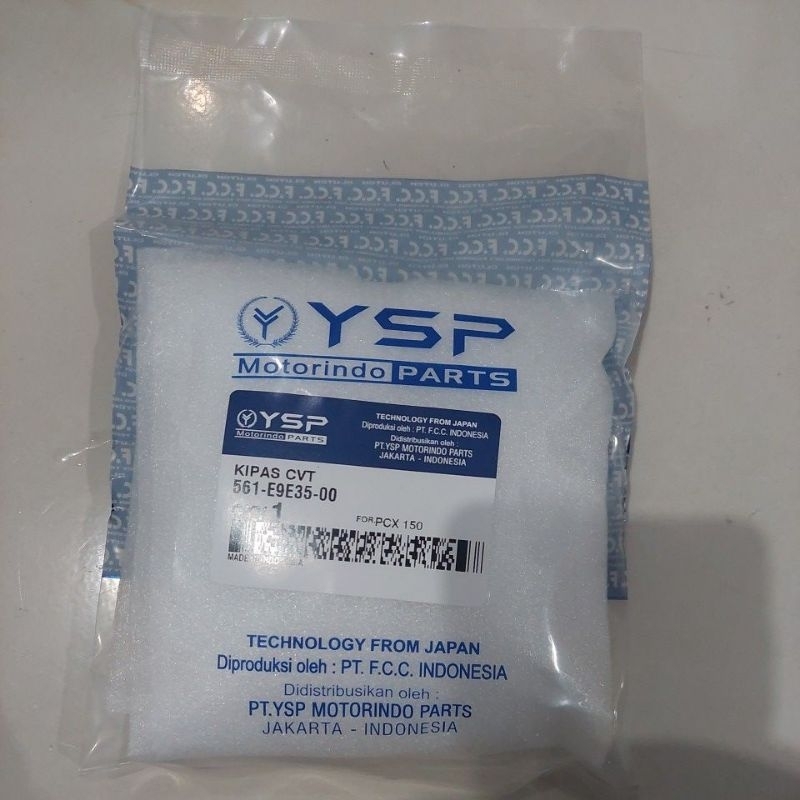 YSP
Motorindo PARTS
YSP
Motorindo PARTS
TECHNOLOGY FROM JAPAN
Diproduksi oleh : PT. F.C.C. INDONESIA
Didistribusikan oleh :
PT.YSP MOTORINDO PARTS
JAKARTA - INDONESIA
KIPAS CVT
561-E9E35-00
1
FOR PCX 150
MADE
TECHNOLOGY FROM JAPAN
Diproduksi oleh : PT. F.C.C. INDONESIA
Didistribusikan oleh :
PT.YSP MOTORINDO PARTS
JAKARTA - INDONESIA